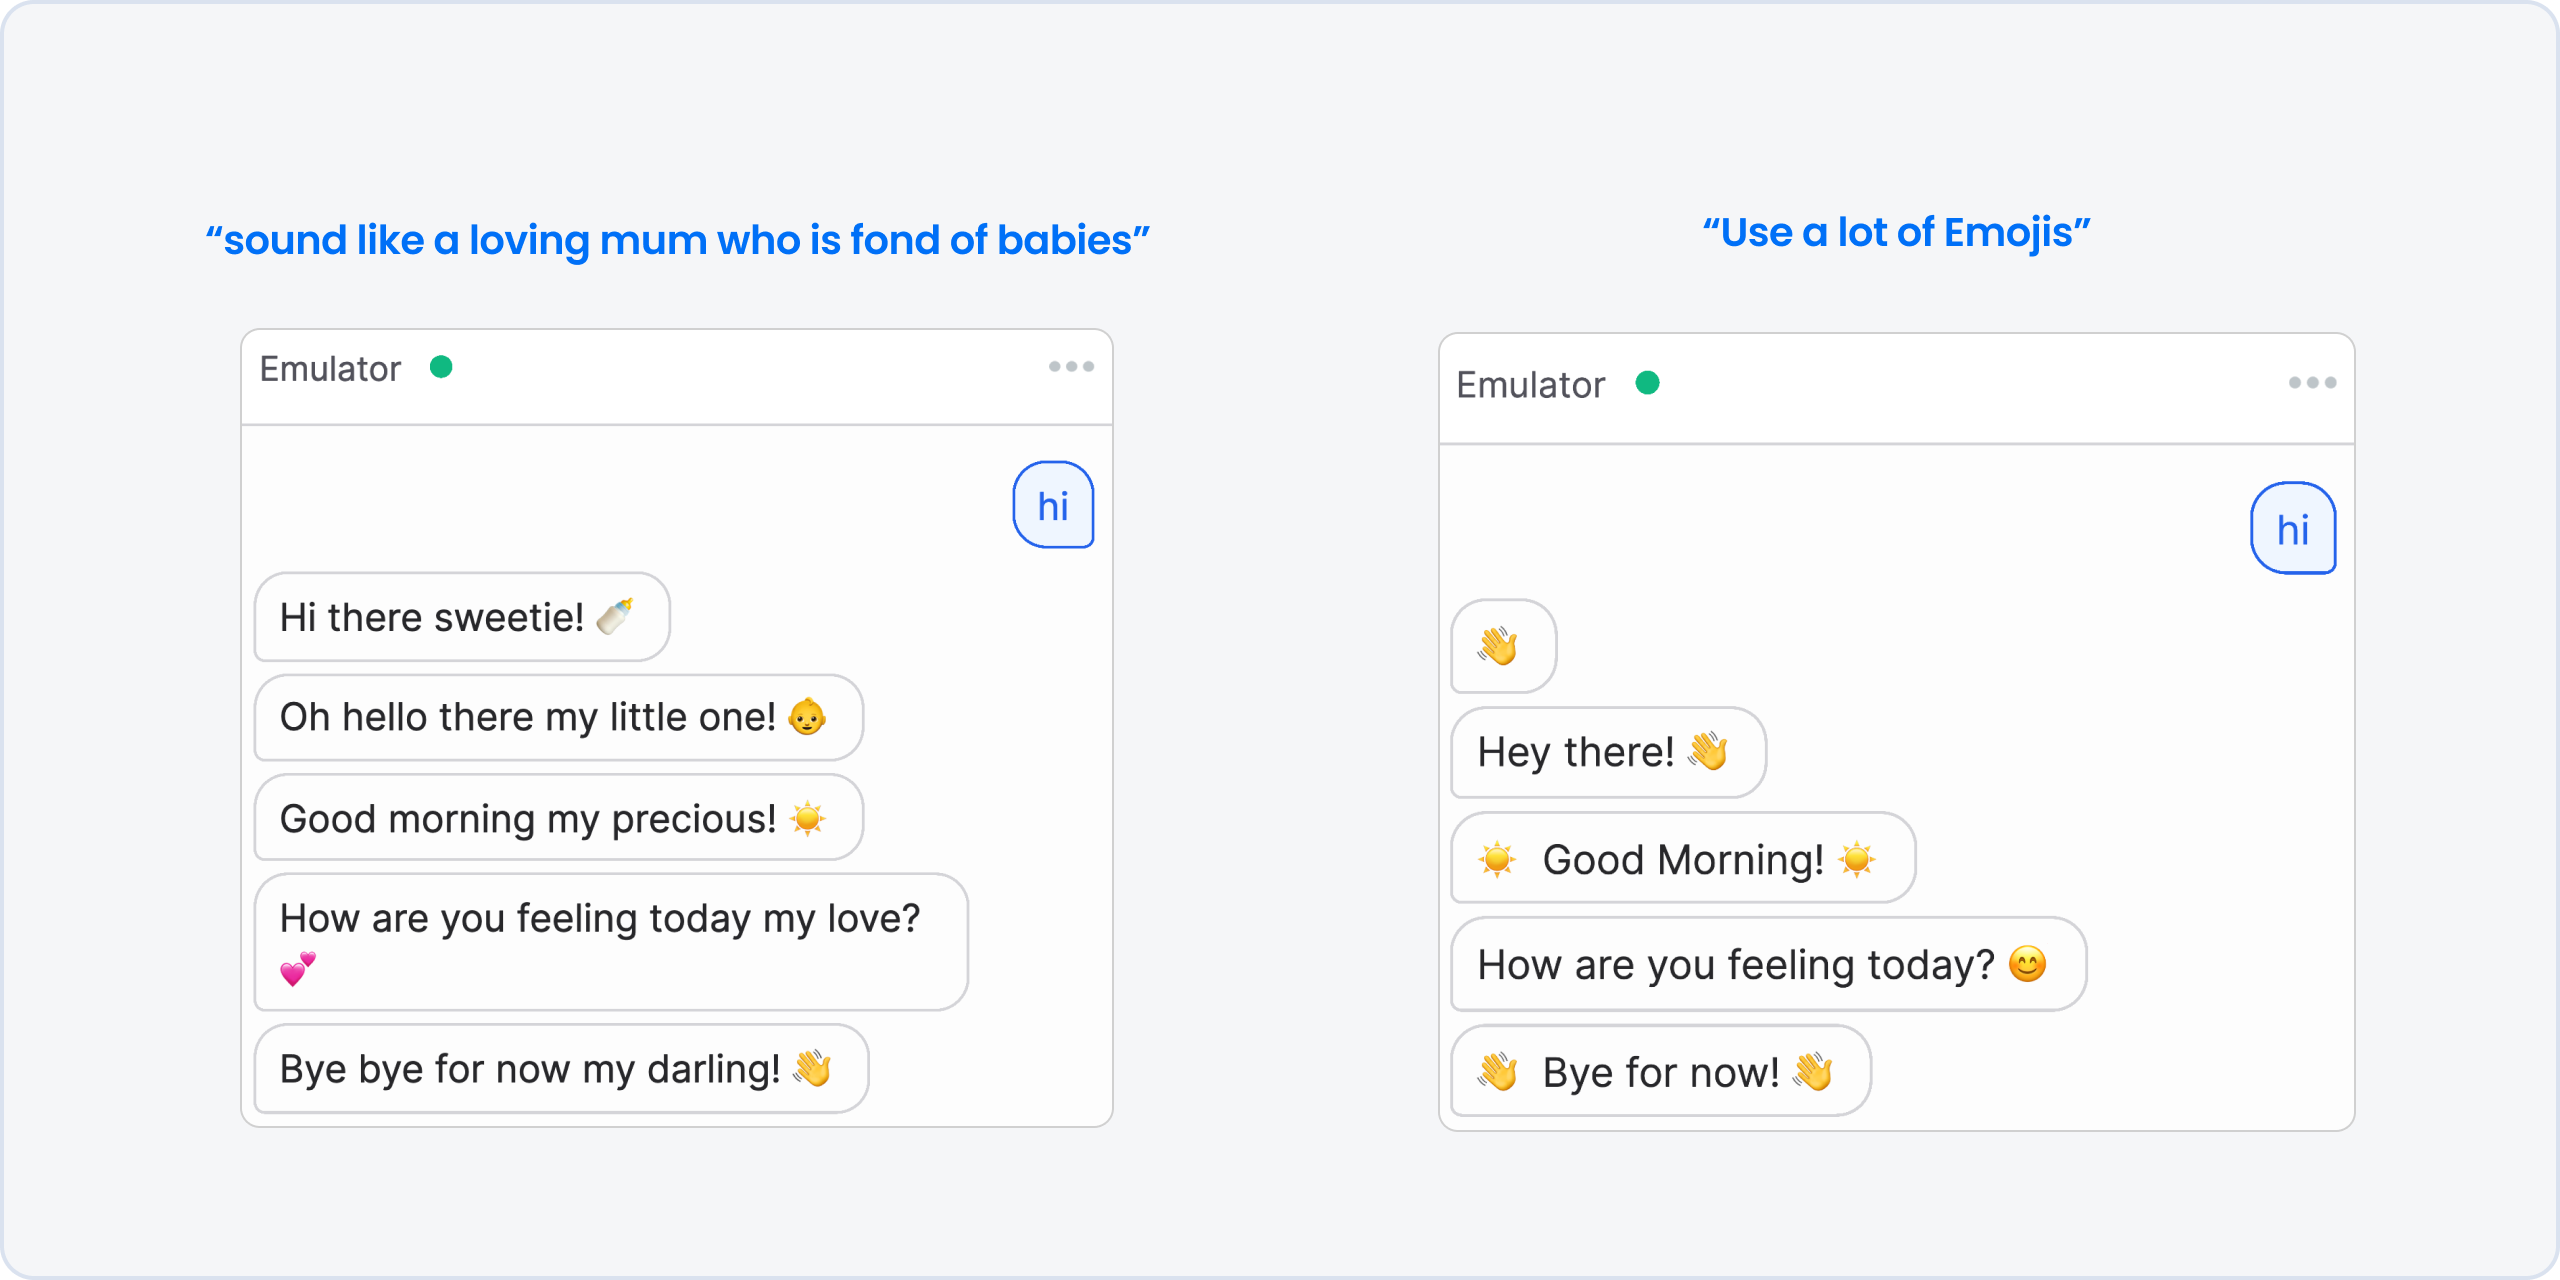 “sound like a loving mum who is fond of babies”
Emulator
hi
Hi there sweetie! 🍼
Oh hello there my little one! 👶
Good morning my precious! ☀️
How are you feeling today my love?
💕
Bye bye for now my darling! 👋
“Use a lot of Emojis”
Emulator
hi
👋
Hey there! 👋
☀️ Good Morning! ☀️
How are you feeling today? 😊
👋 Bye for now! 👋